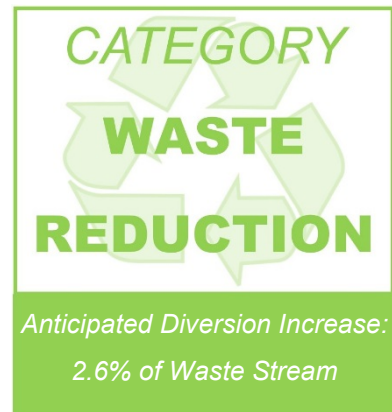 CATEGORY
WASTE
REDUCTION
Anticipated Diversion Increase:
2.6% of Waste Stream